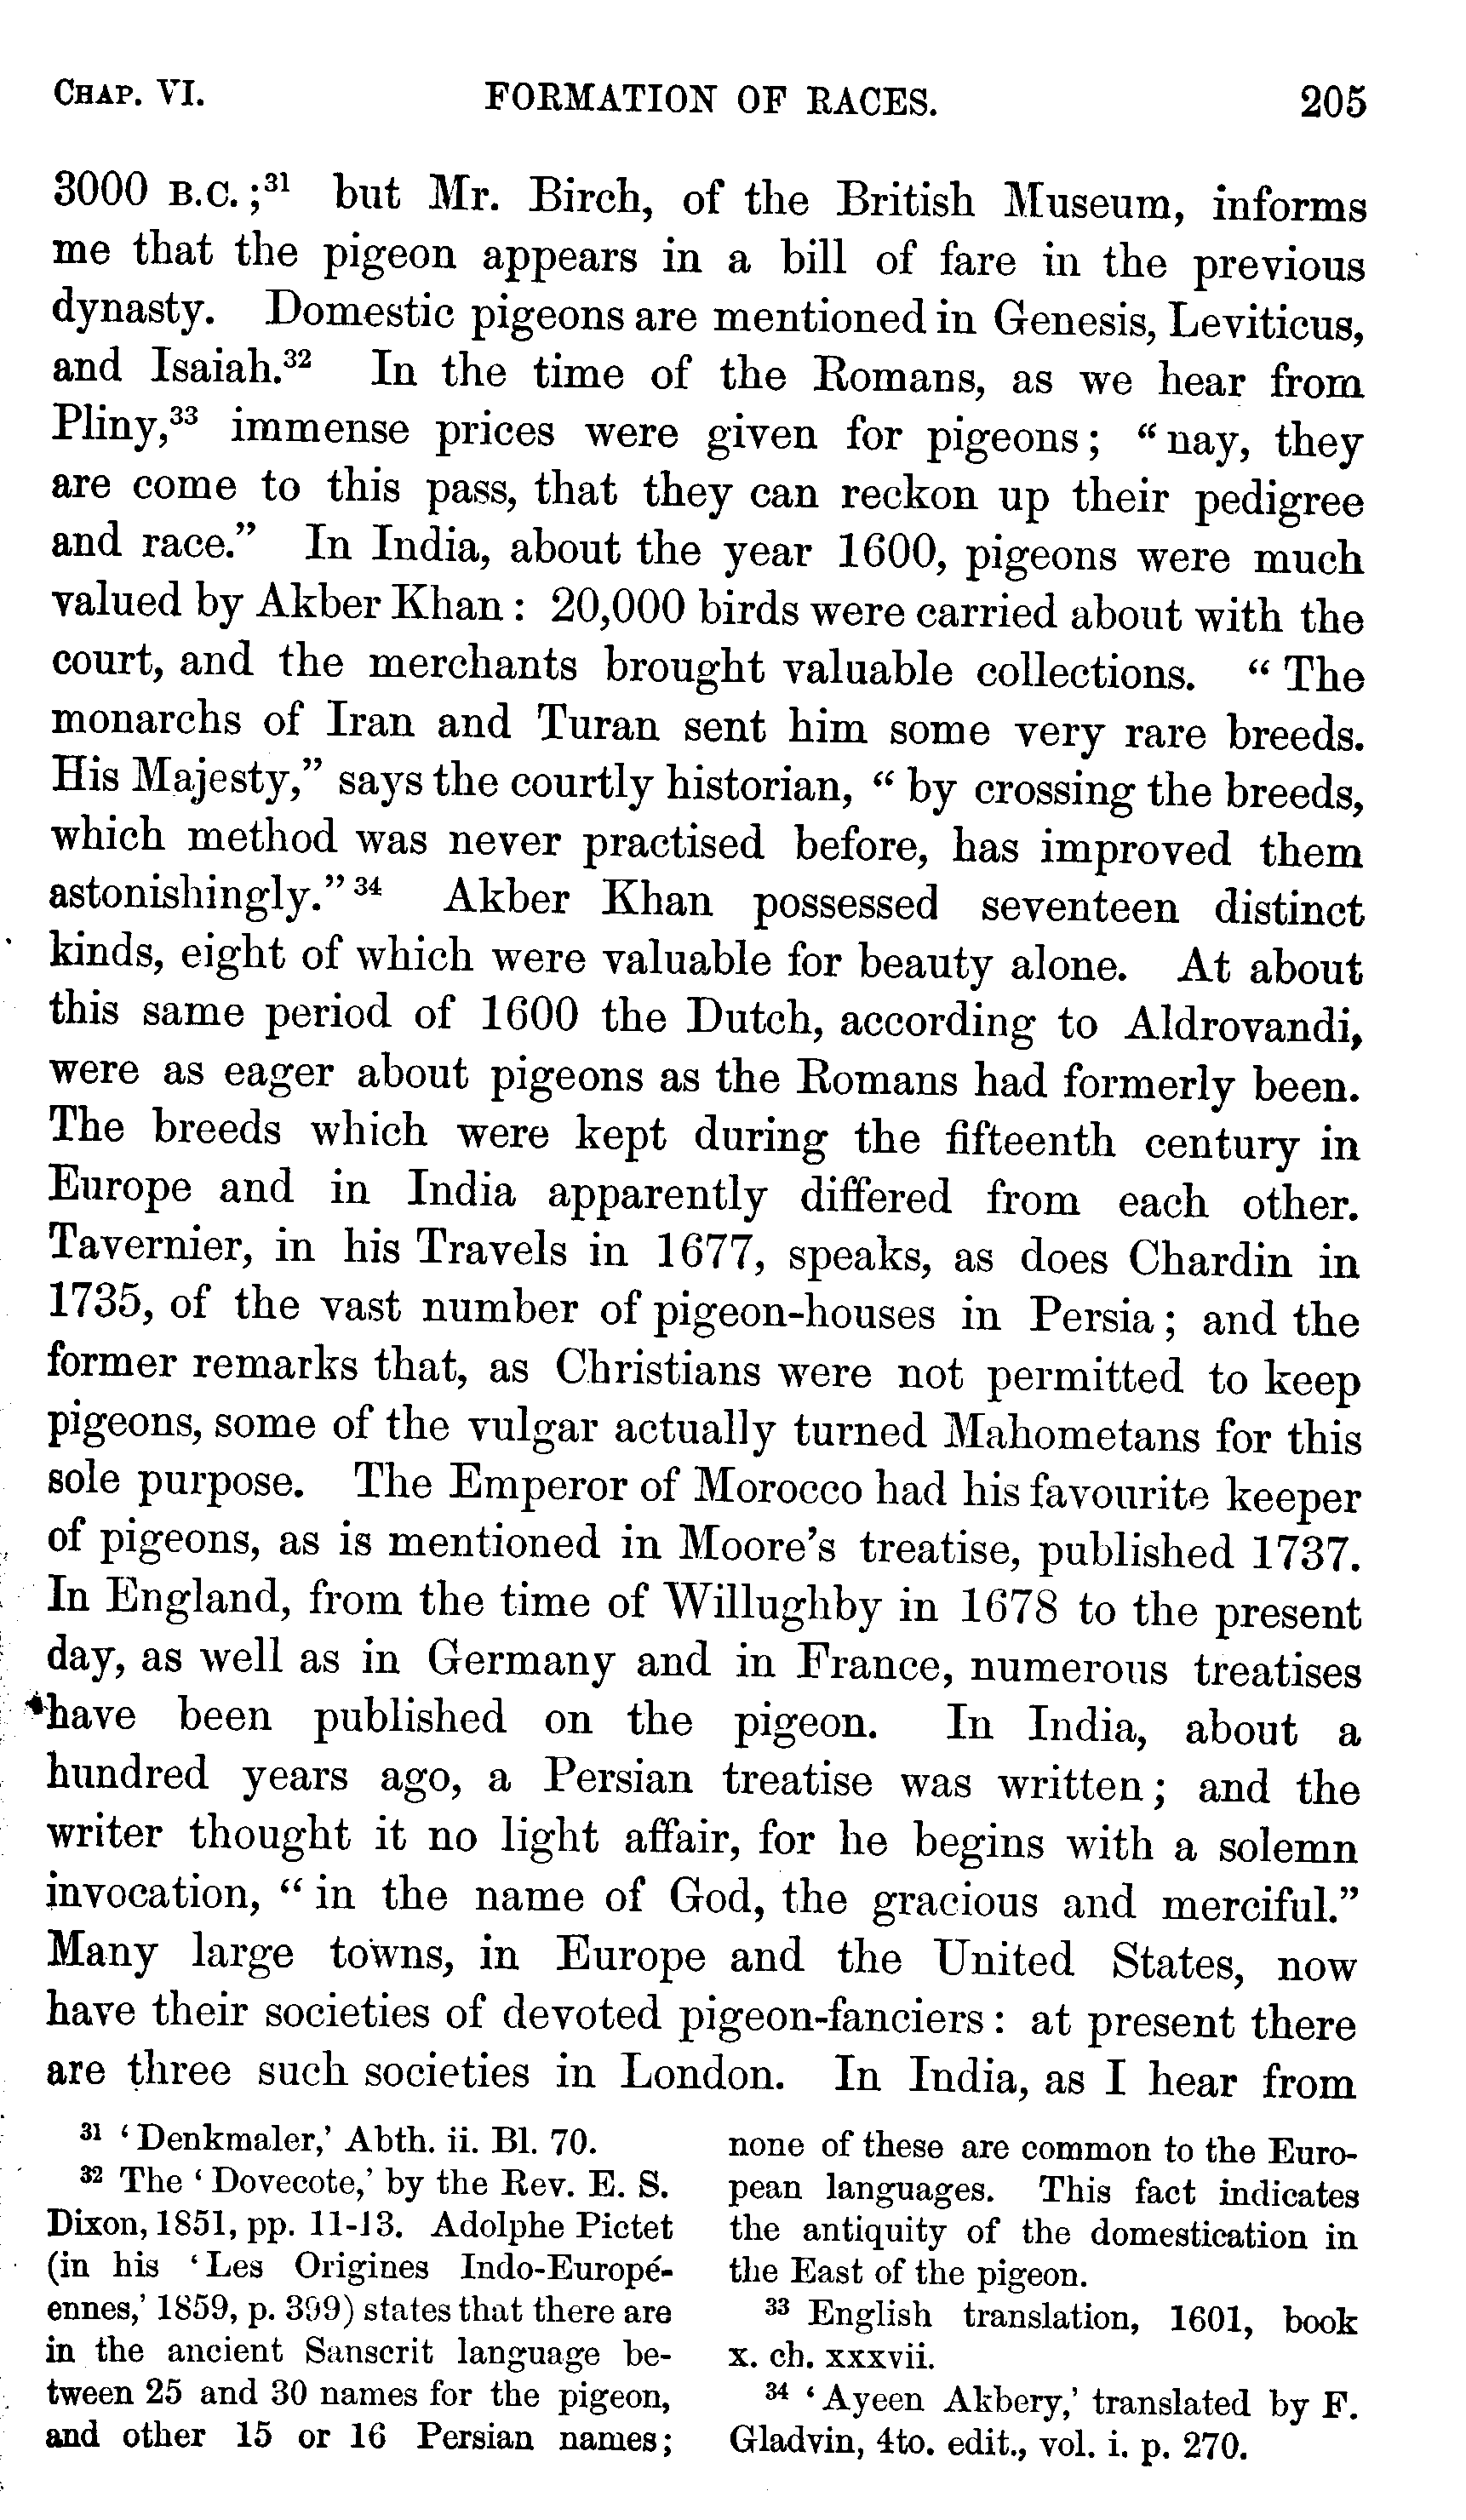 CHAP. VI. FORMATION OF RACES. 205
3000 B.C.;³¹ but Mr. Birch, of the British Museum, informs
me that the pigeon appears in a bill of fare in the previous
dynasty. Domestic pigeons are mentioned in Genesis, Leviticus,
and Isaiah.³² In the time of the Romans, as we hear from
Pliny,³³ immense prices were given for pigeons; “nay, they
are come to this pass, that they can reckon up their pedigree
and race.” In India, about the year 1600, pigeons were much
valued by Akber Khan: 20,000 birds were carried about with the
court, and the merchants brought valuable collections. “The
monarchs of Iran and Turan sent him some very rare breeds.
His Majesty,” says the courtly historian, “by crossing the breeds,
which method was never practised before, has improved them
astonishingly.”³⁴ Akber Khan possessed seventeen distinct
kinds, eight of which were valuable for beauty alone. At about
this same period of 1600 the Dutch, according to Aldrovandi,
were as eager about pigeons as the Romans had formerly been.
The breeds which were kept during the fifteenth century in
Europe and in India apparently differed from each other.
Tavernier, in his Travels in 1677, speaks, as does Chardin in
1735, of the vast number of pigeon-houses in Persia; and the
former remarks that, as Christians were not permitted to keep
pigeons, some of the vulgar actually turned Mahometans for this
sole purpose. The Emperor of Morocco had his favourite keeper
of pigeons, as is mentioned in Moore’s treatise, published 1737.
In England, from the time of Willughby in 1678 to the present
day, as well as in Germany and in France, numerous treatises
have been published on the pigeon. In India, about a
hundred years ago, a Persian treatise was written; and the
writer thought it no light affair, for he begins with a solemn
invocation, “in the name of God, the gracious and merciful.”
Many large towns, in Europe and the United States, now
have their societies of devoted pigeon-fanciers: at present there
are three such societies in London. In India, as I hear from
³¹ ‘Denkmaler,’ Abth. ii. Bl. 70.
³² The ‘Dovecote,’ by the Rev. E. S.
Dixon, 1851, pp. 11-13. Adolphe Pictet
(in his ‘Les Origines Indo-Europé-
ennes,’ 1859, p. 399) states that there are
in the ancient Sanscrit language be-
tween 25 and 30 names for the pigeon,
and other 15 or 16 Persian names;
none of these are common to the Euro-
pean languages. This fact indicates
the antiquity of the domestication in
the East of the pigeon.
³³ English translation, 1601, book
x. ch. xxxvii.
³⁴ ‘Ayeen Akbery,’ translated by F.
Gladvin, 4to. edit., vol. i. p. 270.